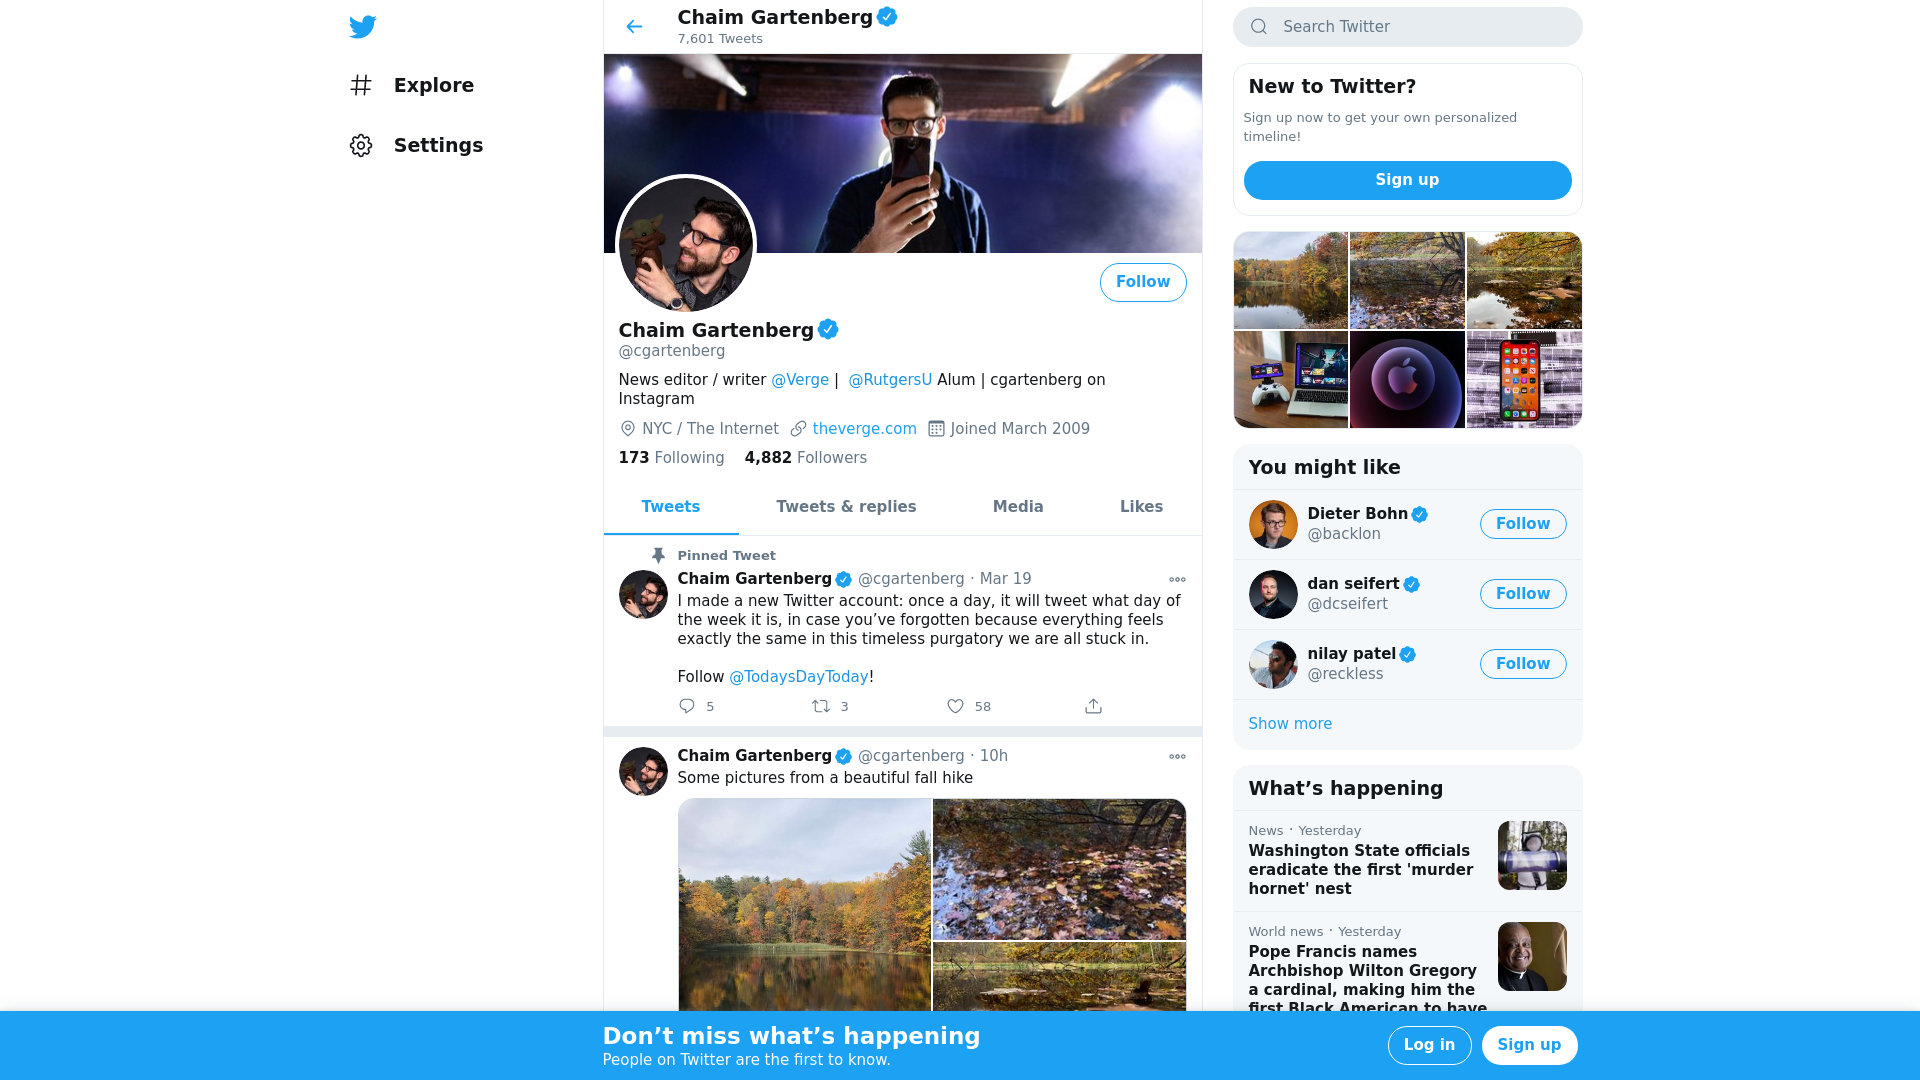 Explore
Settings
Chaim Gartenberg
7,601 Tweets
Follow
Chaim Gartenberg
@cgartenberg
News editor / writer @Verge | @RutgersU Alum | cgartenberg on
Instagram
NYC / The Internet theverge.com Joined March 2009
173 Following 4,882 Followers
Tweets Tweets & replies Media Likes
Pinned Tweet
Chaim Gartenberg @cgartenberg · Mar 19
I made a new Twitter account: once a day, it will tweet what day of
the week it is, in case you’ve forgotten because everything feels
exactly the same in this timeless purgatory we are all stuck in.
Follow @TodaysDayToday!
5 3 58
Chaim Gartenberg @cgartenberg · 10h
Some pictures from a beautiful fall hike
Search Twitter
New to Twitter?
Sign up now to get your own personalized
timeline!
Sign up
You might like
Dieter Bohn
@backlon
Follow
dan seifert
@dcseifert
Follow
nilay patel
@reckless
Follow
Show more
What’s happening
News · Yesterday
Washington State officials
eradicate the first 'murder
hornet' nest
World news · Yesterday
Pope Francis names
Archbishop Wilton Gregory
a cardinal, making him the
first Black American to have
Don’t miss what’s happening
People on Twitter are the first to know.
Log in
Sign up